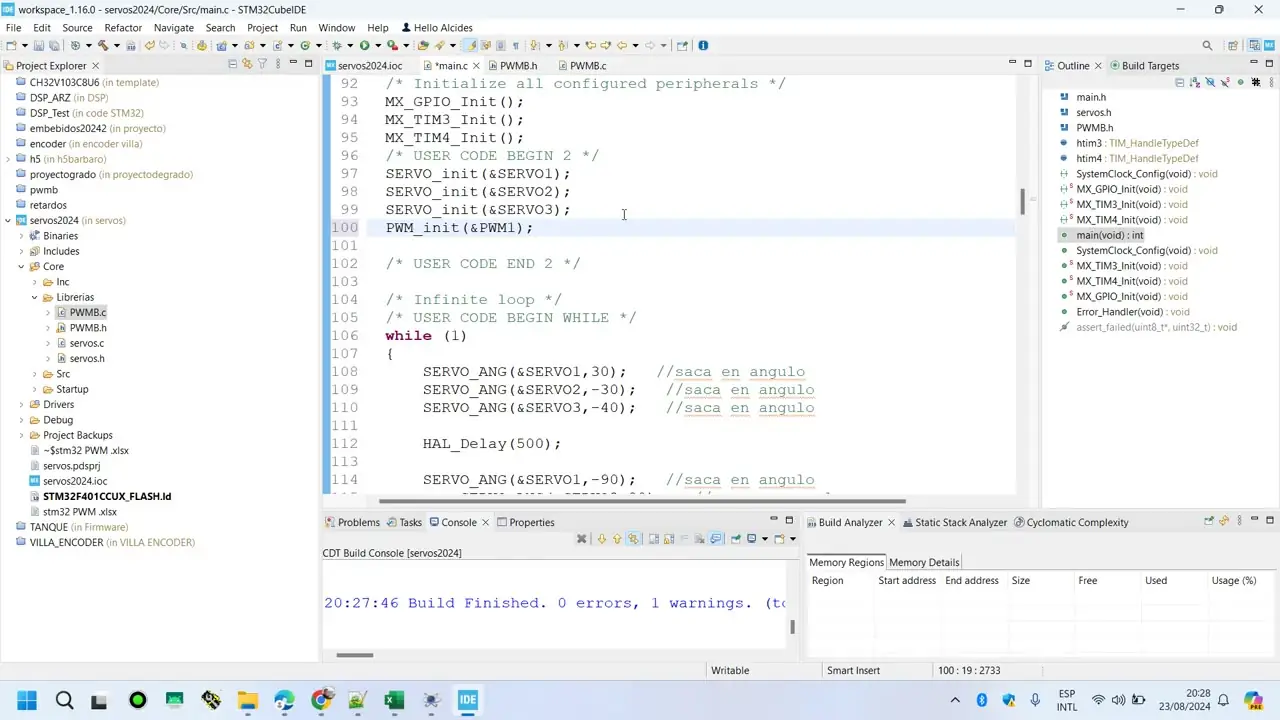 workspace_1.16.0 - servos2024/Core/Src/main.c - STM32CubeIDE
File Edit Source Refactor Navigate Search Project Run Window Help Hello Alcides
Project Explorer
CH32V103C8U6 (in template)
DSP_ARZ (in DSP)
DSP_Test (in code STM32)
embebidos20242 (in proyecto)
encoder (in encoder villa)
h5 (in h5barbaro)
proyectogrado (in proyectodegrado)
pwmb
retardos
servos2024 (in servos)
Binaries
Includes
Core
Inc
Librerias
PWMB.c
PWMB.h
servos.c
servos.h
Src
Startup
Drivers
Debug
Project Backups
~$stm32 PWM .xlsx
servos.pdsprj
servos2024.ioc
STM32F401CCUX_FLASH.ld
stm32 PWM .xlsx
TANQUE (in Firmware)
VILLA_ENCODER (in VILLA ENCODER)
servos2024.ioc *main.c PWMB.h PWMB.c
92 /* Initialize all configured peripherals */
93 MX_GPIO_Init();
94 MX_TIM3_Init();
95 MX_TIM4_Init();
96 /* USER CODE BEGIN 2 */
97 SERVO_init(&SERVO1);
98 SERVO_init(&SERVO2);
99 SERVO_init(&SERVO3);
100 PWM_init(&PWM1);
101
102 /* USER CODE END 2 */
103
104 /* Infinite loop */
105 /* USER CODE BEGIN WHILE */
106 while (1)
107 {
108 SERVO_ANG(&SERVO1,30); //saca en angulo
109 SERVO_ANG(&SERVO2,-30); //saca en angulo
110 SERVO_ANG(&SERVO3,-40); //saca en angulo
111
112 HAL_Delay(500);
113
114 SERVO_ANG(&SERVO1,-90); //saca en angulo
Outline Build Targets
main.h
servos.h
PWMB.h
htim3 : TIM_HandleTypeDef
htim4 : TIM_HandleTypeDef
SystemClock_Config(void) : void
MX_GPIO_Init(void) : void
MX_TIM3_Init(void) : void
MX_TIM4_Init(void) : void
main(void) : int
SystemClock_Config(void) : void
MX_TIM3_Init(void) : void
MX_TIM4_Init(void) : void
MX_GPIO_Init(void) : void
Error_Handler(void) : void
assert_failed(uint8_t*, uint32_t) : void
Problems Tasks Console Properties
CDT Build Console [servos2024]
20:27:46 Build Finished. 0 errors, 1 warnings. (to
Build Analyzer Static Stack Analyzer Cyclomatic Complexity
Memory Regions Memory Details
Region Start address End address Size Free Used Usage (%)
Writable Smart Insert 100 : 19 : 2733
IDE
ESP
INTL
20:28
23/08/2024